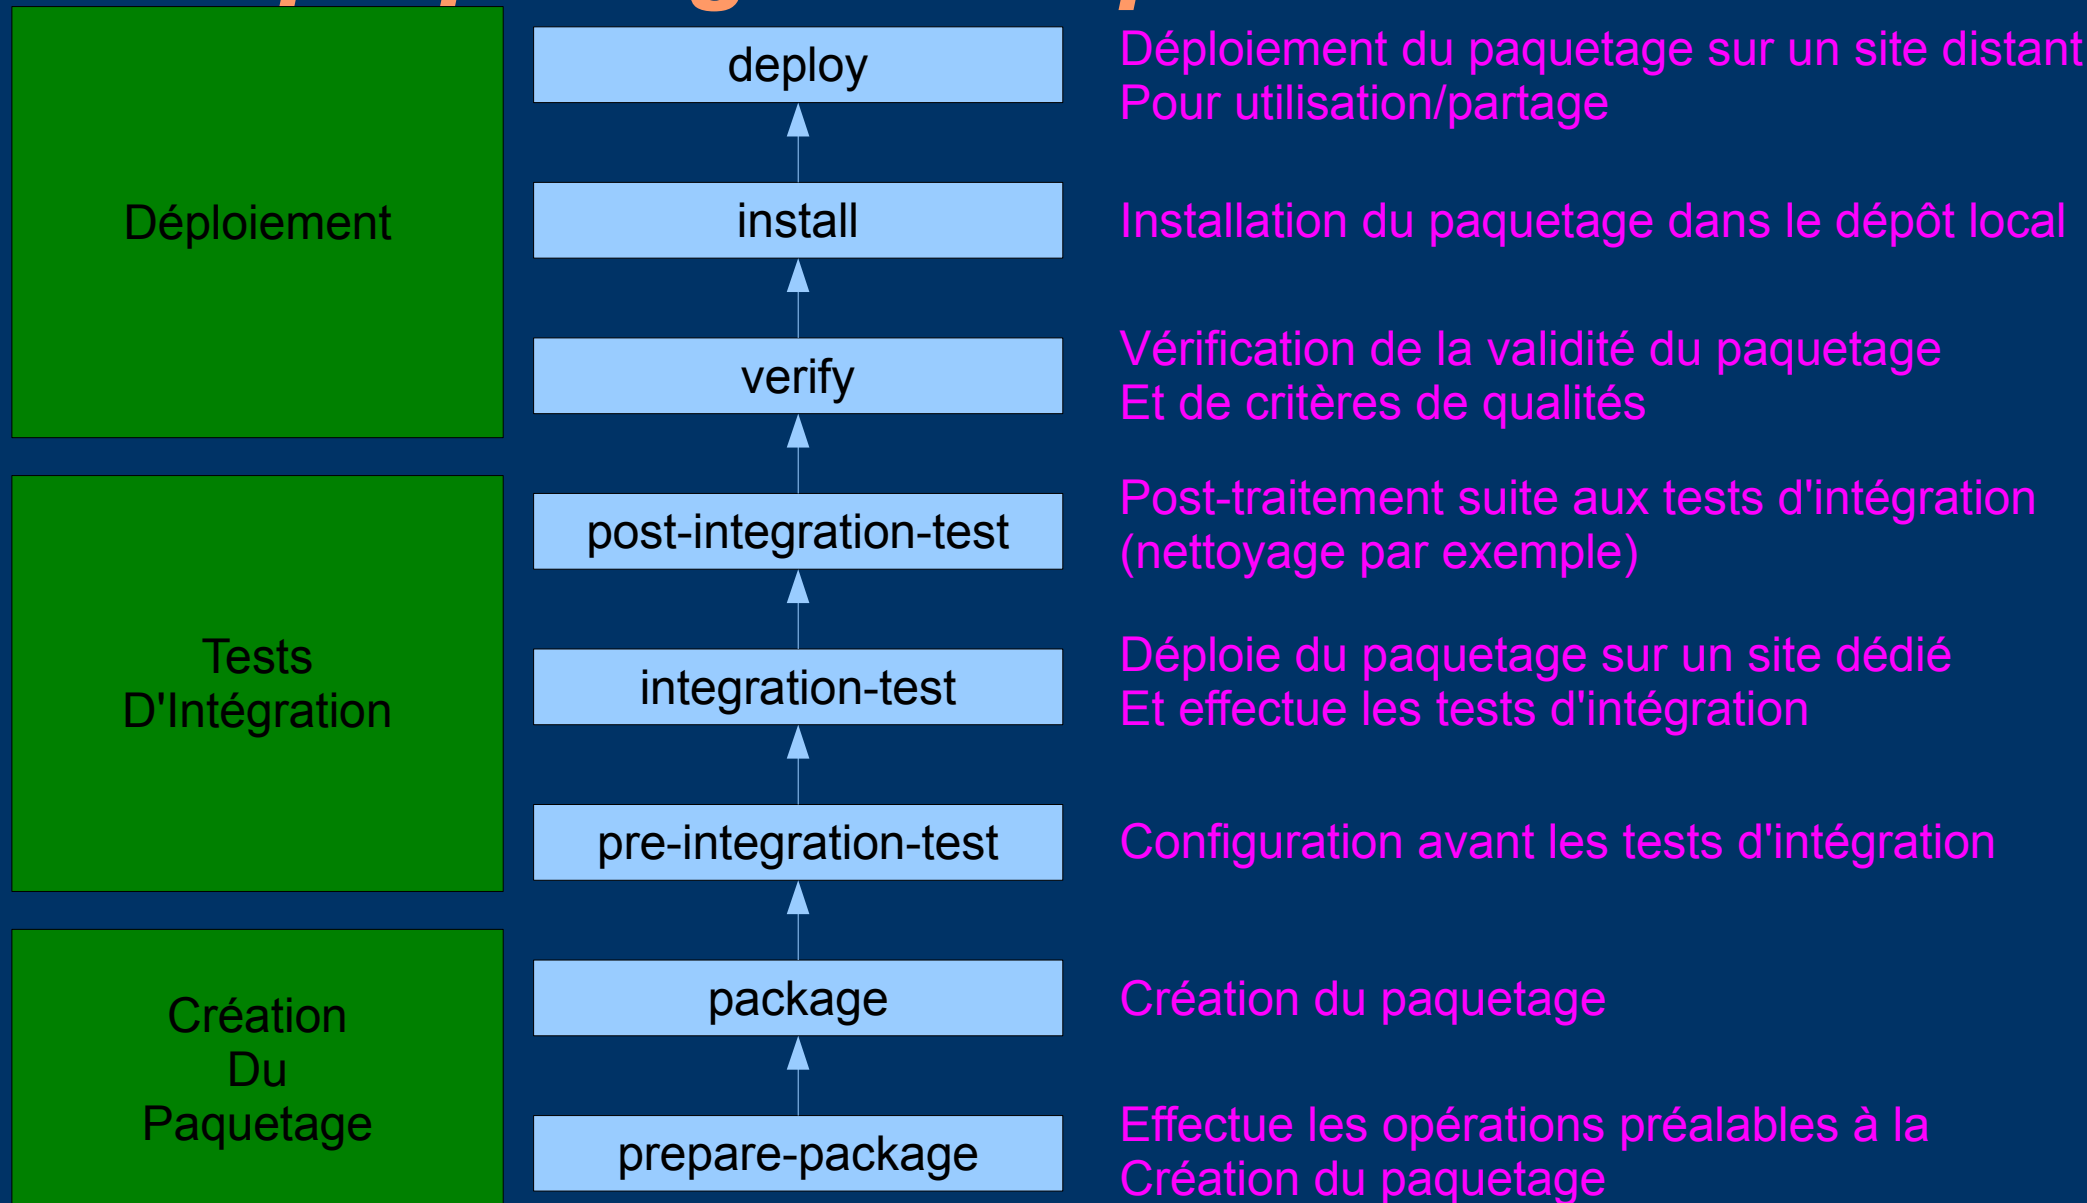 Déploiement
deploy
Déploiement du paquetage sur un site distant
Pour utilisation/partage
install
Installation du paquetage dans le dépôt local
verify
Vérification de la validité du paquetage
Et de critères de qualités
Tests
D'Intégration
post-integration-test
Post-traitement suite aux tests d'intégration
(nettoyage par exemple)
integration-test
Déploie du paquetage sur un site dédié
Et effectue les tests d'intégration
pre-integration-test
Configuration avant les tests d'intégration
Création
Du
Paquetage
package
Création du paquetage
prepare-package
Effectue les opérations préalables à la
Création du paquetage